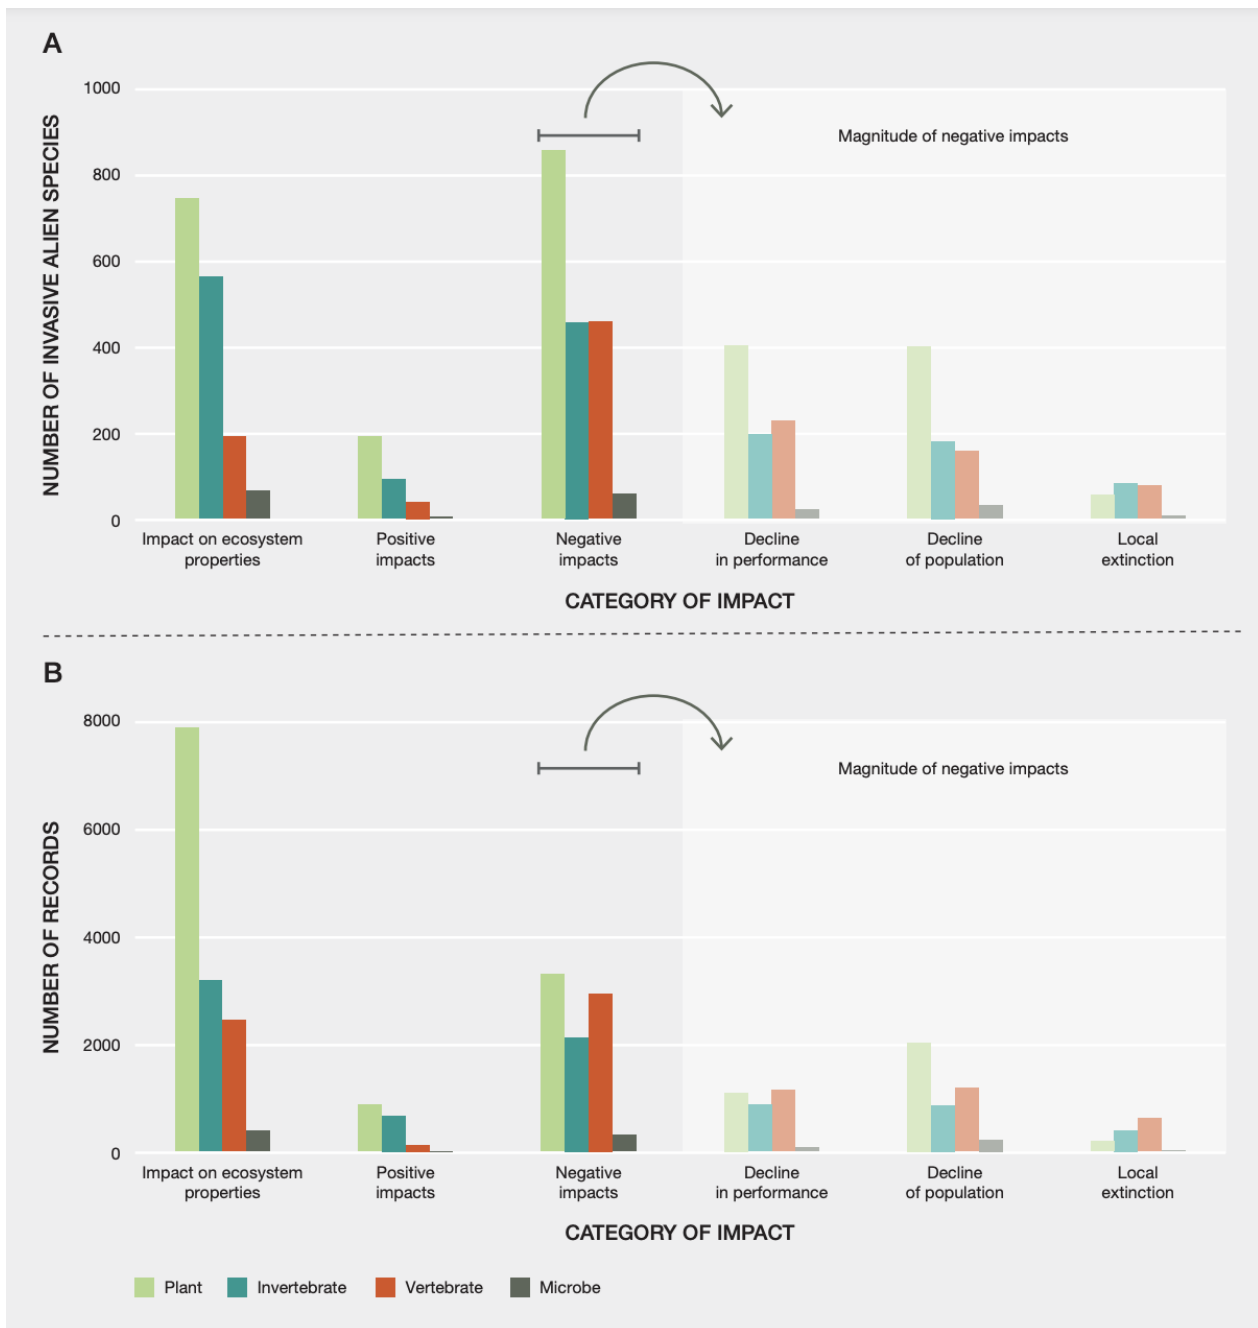 A
NUMBER OF INVASIVE ALIEN SPECIES
1000
800
600
400
200
0
Magnitude of negative impacts
Impact on ecosystem
properties
Positive
impacts
Negative
impacts
Decline
in performance
Decline
of population
Local
extinction
CATEGORY OF IMPACT
B
NUMBER OF RECORDS
8000
6000
4000
2000
0
Magnitude of negative impacts
Impact on ecosystem
properties
Positive
impacts
Negative
impacts
Decline
in performance
Decline
of population
Local
extinction
CATEGORY OF IMPACT
Plant
Invertebrate
Vertebrate
Microbe